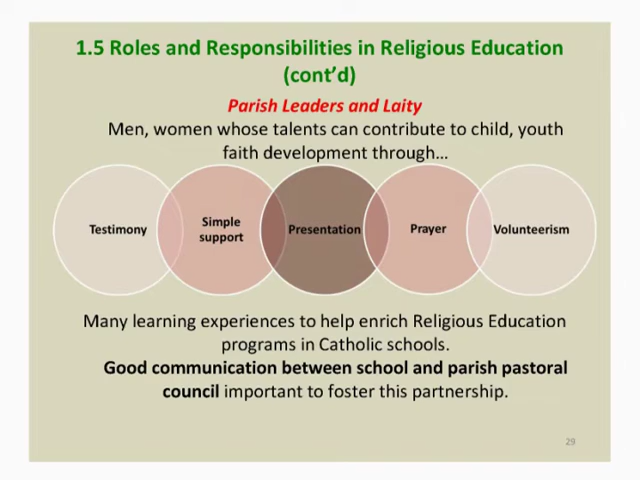 1.5 Roles and Responsibilities in Religious Education
(cont’d)
Parish Leaders and Laity
Men, women whose talents can contribute to child, youth
faith development through…
Testimony
Simple
support
Presentation
Prayer
Volunteerism
Many learning experiences to help enrich Religious Education
programs in Catholic schools.
Good communication between school and parish pastoral
council important to foster this partnership.
29